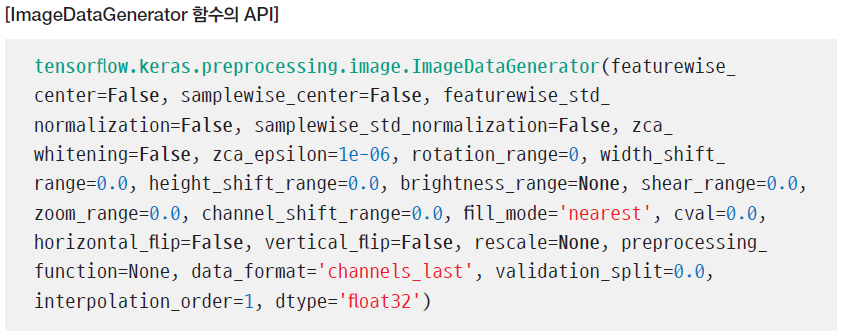 [ImageDataGenerator 함수의 API]
tensorflow.keras.preprocessing.image.ImageDataGenerator(featurewise_
center=False, samplewise_center=False, featurewise_std_
normalization=False, samplewise_std_normalization=False, zca_
whitening=False, zca_epsilon=1e-06, rotation_range=0, width_shift_
range=0.0, height_shift_range=0.0, brightness_range=None, shear_range=0.0,
zoom_range=0.0, channel_shift_range=0.0, fill_mode='nearest', cval=0.0,
horizontal_flip=False, vertical_flip=False, rescale=None, preprocessing_
function=None, data_format='channels_last', validation_split=0.0,
interpolation_order=1, dtype='float32')